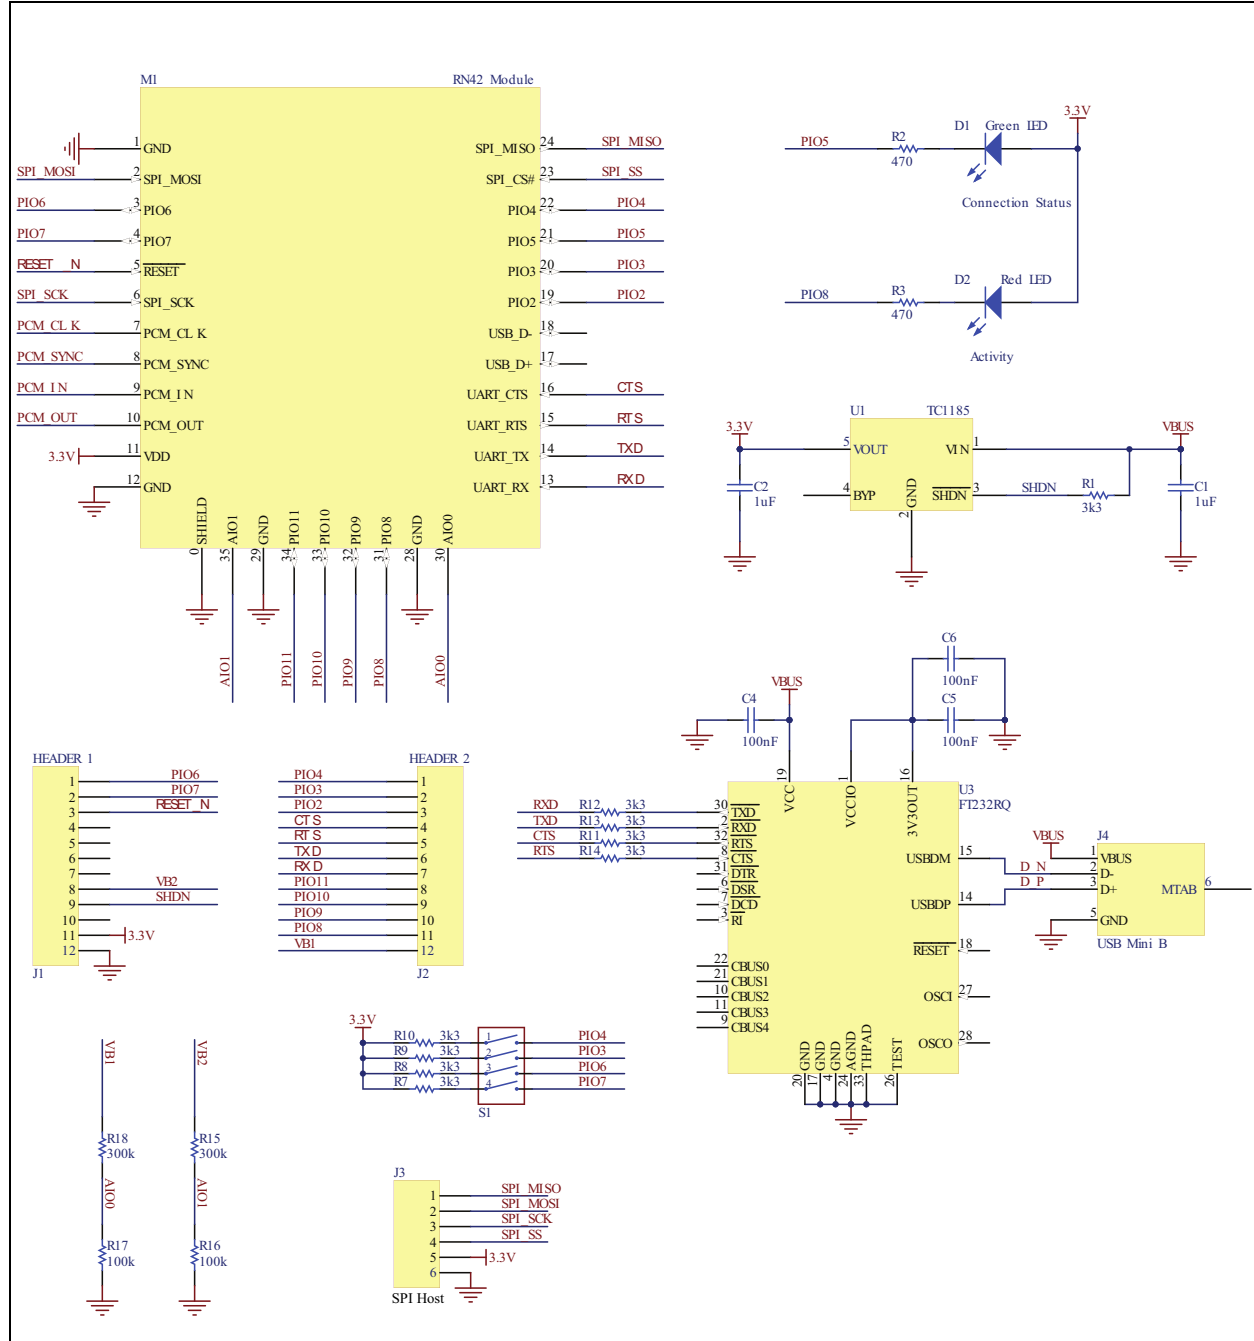 M1 RN42 Module
1 GND
SPI_MOSI 2 SPI_MOSI
PIO6 3 PIO6
PIO7 4 PIO7
RESET_N 5 RESET
SPI_SCK 6 SPI_SCK
PCM_CLK 7 PCM_CLK
PCM_SYNC 8 PCM_SYNC
PCM_IN 9 PCM_IN
PCM_OUT 10 PCM_OUT
3.3V 11 VDD
12 GND
SPI_MISO 24 SPI_MISO
SPI_CS# 23 SPI_SS
PIO4 22 PIO4
PIO5 21 PIO5
PIO3 20 PIO3
PIO2 19 PIO2
USB_D- 18
USB_D+ 17
UART_CTS 16 CTS
UART_RTS 15 RTS
UART_TX 14 TXD
UART_RX 13 RXD
SHIELD 0
AIO1 35 AIO1
GND 29
PIO11 34 PIO11
PIO10 33 PIO10
PIO9 32 PIO9
PIO8 31 PIO8
GND 28
AIO0 30 AIO0
3.3V
D1 Green LED
PIO5 R2
470
Connection Status
D2 Red LED
PIO8 R3
470
Activity
U1 TC1185
3.3V
VBUS
5 VOUT VIN 1
4 BYP SHDN 3 SHDN R1
3k3
GND
2
C2
1uF
C1
1uF
C6
100nF
VBUS
C4
100nF
C5
100nF
HEADER 1
1 PIO6
2 PIO7
3 RESET_N
4
5
6
7
8 VB2
9 SHDN
10
11 3.3V
12
J1
HEADER 2
PIO4 1
PIO3 2
PIO2 3
CTS 4
RTS 5
TXD 6
RXD 7
PIO11 8
PIO10 9
PIO9 10
PIO8 11
VB1 12
J2
U3
FT232RQ
19 VCC
1 VCCIO
16 3V3OUT
RXD R12 3k3 30 TXD
TXD R13 3k3 2 RXD
CTS R11 3k3 32 RTS
RTS R14 3k3 8 CTS
31 DTR
6 DSR
7 DCD
3 RI
22 CBUS0
21 CBUS1
10 CBUS2
11 CBUS3
9 CBUS4
USBDM 15 D_N
USBDP 14 D_P
RESET 18
OSCI 27
OSCO 28
GND 20
GND 17
GND 4
AGND 24
THPAD 33
TEST 26
J4
VBUS 1 VBUS
2 D-
3 D+
MTAB 6
5 GND
USB Mini B
3.3V
R10 3k3 1 PIO4
R9 3k3 2 PIO3
R8 3k3 3 PIO6
R7 3k3 4 PIO7
S1
VB1
R18
300k
AIO0
R17
100k
VB2
R15
300k
AIO1
R16
100k
J3
1 SPI_MISO
2 SPI_MOSI
3 SPI_SCK
4 SPI_SS
5 3.3V
6
SPI Host